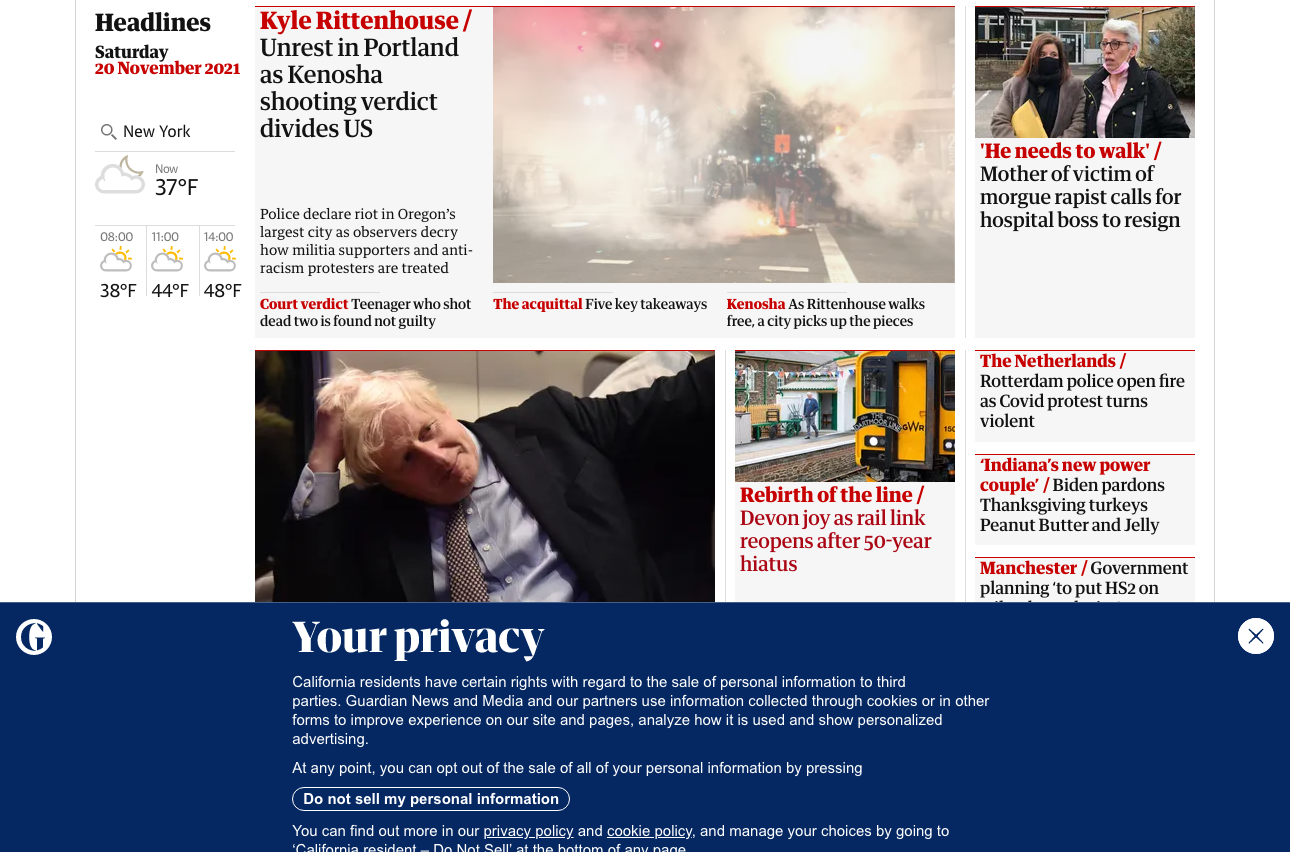 Headlines
Saturday
20 November 2021
New York
Now
37°F
08:00
11:00
14:00
38°F
44°F
48°F
Kyle Rittenhouse /
Unrest in Portland
as Kenosha
shooting verdict
divides US
Police declare riot in Oregon's
largest city as observers decry
how militia supporters and anti-
racism protesters are treated
Court verdict Teenager who shot
dead two is found not guilty
The acquittal Five key takeaways
Kenosha As Rittenhouse walks
free, a city picks up the pieces
'He needs to walk' /
Mother of victim of
morgue rapist calls for
hospital boss to resign
THE
DARTMOOR LINE
GWR
150
Rebirth of the line /
Devon joy as rail link
reopens after 50-year
hiatus
The Netherlands /
Rotterdam police open fire
as Covid protest turns
violent
‘Indiana’s new power
couple’ / Biden pardons
Thanksgiving turkeys
Peanut Butter and Jelly
Manchester / Government
planning ‘to put HS2 on
Your privacy
California residents have certain rights with regard to the sale of personal information to third
parties. Guardian News and Media and our partners use information collected through cookies or in other
forms to improve experience on our site and pages, analyze how it is used and show personalized
advertising.
At any point, you can opt out of the sale of all of your personal information by pressing
Do not sell my personal information
You can find out more in our privacy policy and cookie policy, and manage your choices by going to
‘California resident – Do Not Sell’ at the bottom of any page.